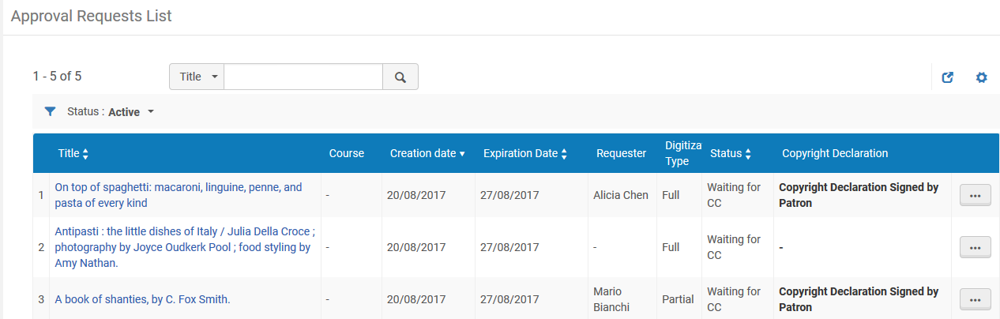 Approval Requests List
1 - 5 of 5
Title
Status : Active
Title Course Creation date Expiration Date Requester Digitiza Type Status Copyright Declaration
1 On top of spaghetti: macaroni, linguine, penne, and - 20/08/2017 27/08/2017 Alicia Chen Full Waiting for Copyright Declaration Signed by
pasta of every kind CC Patron
Antipasti : the little dishes of Italy / Julia Della Croce ; Waiting for
2 photography by Joyce Oudkerk Pool ; food styling by - 20/08/2017 27/08/2017 - Full CC -
Amy Nathan.
3 A book of shanties, by C. Fox Smith. - 20/08/2017 27/08/2017 Mario Partial Waiting for Copyright Declaration Signed by
Bianchi CC Patron